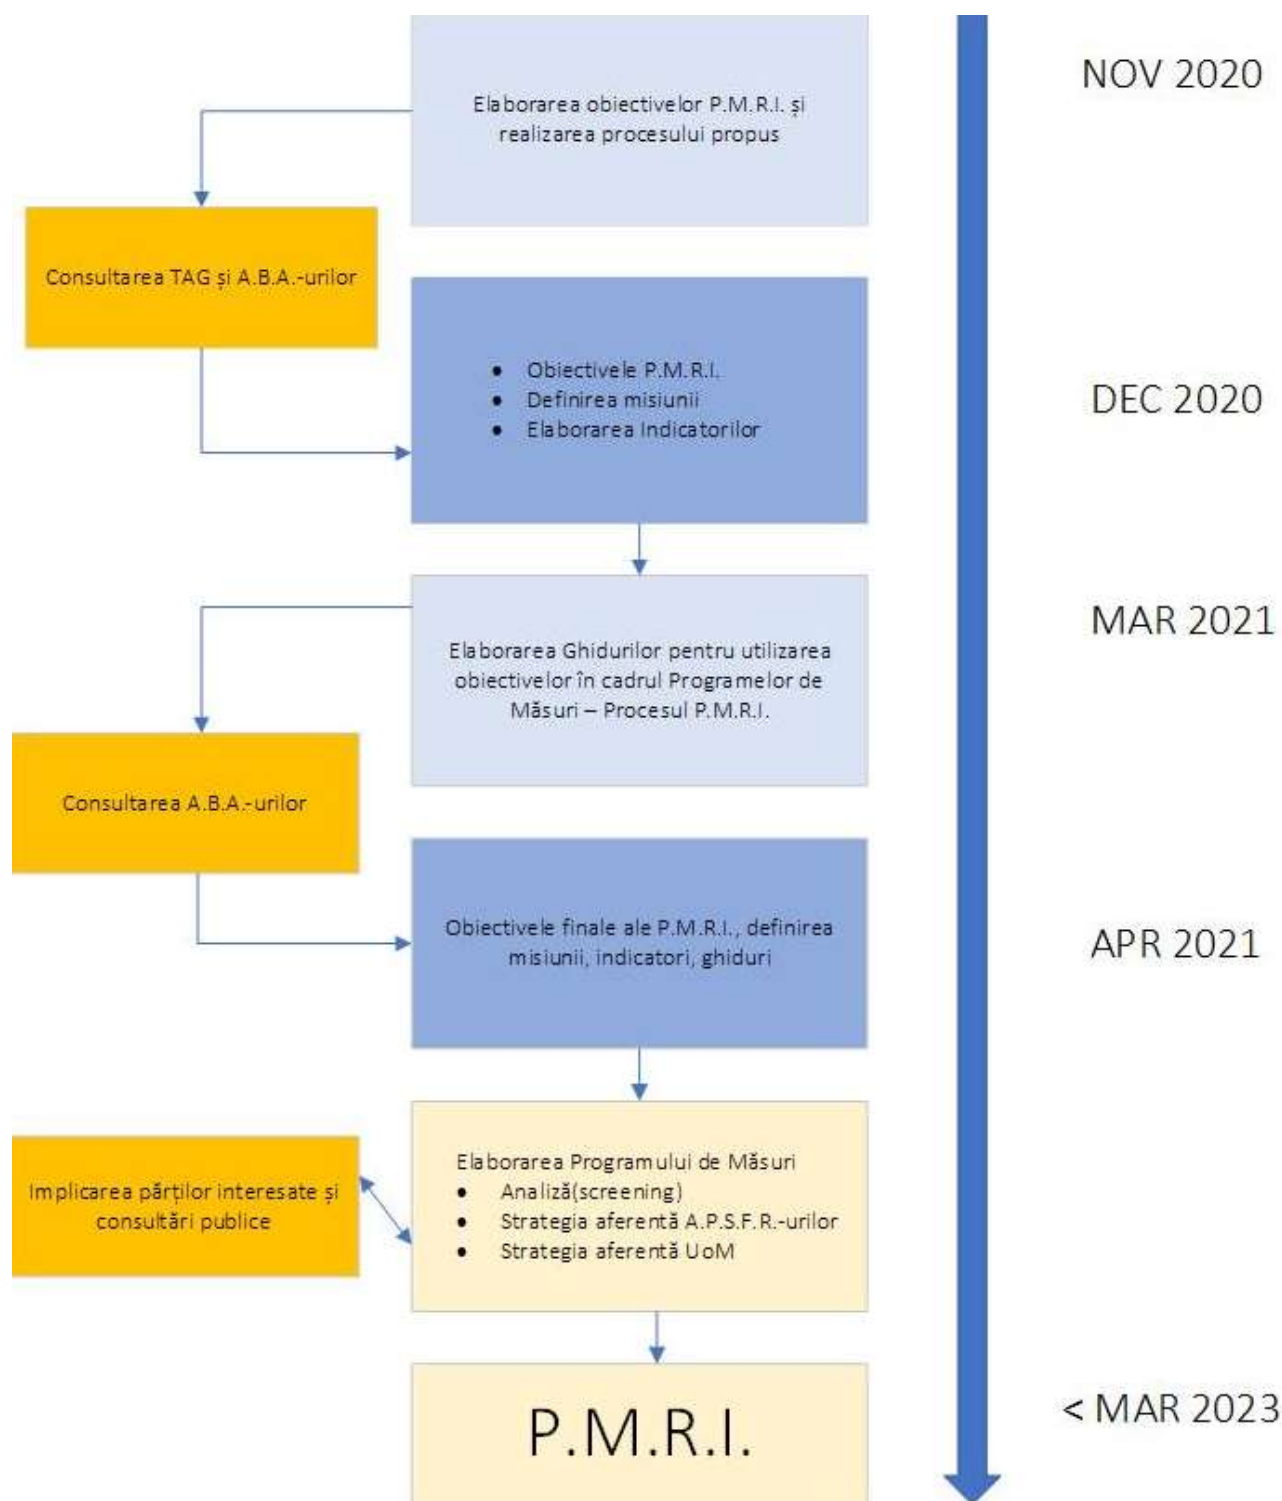 NOV 2020
Elaborarea obiectivelor P.M.R.I. și
realizarea procesului propus
Consultarea TAG și A.B.A.-urilor
• Obiectivele P.M.R.I.
• Definirea misiunii
• Elaborarea Indicatorilor
DEC 2020
MAR 2021
Elaborarea Ghidurilor pentru utilizarea
obiectivelor în cadrul Programelor de
Măsuri – Procesul P.M.R.I.
Consultarea A.B.A.-urilor
Obiectivele finale ale P.M.R.I., definirea
misiunii, indicatori, ghiduri
APR 2021
Elaborarea Programului de Măsuri
• Analiză(screening)
• Strategia aferentă A.P.S.F.R.-urilor
• Strategia aferentă UoM
Implicarea părților interesate și
consultări publice
< MAR 2023
P.M.R.I.